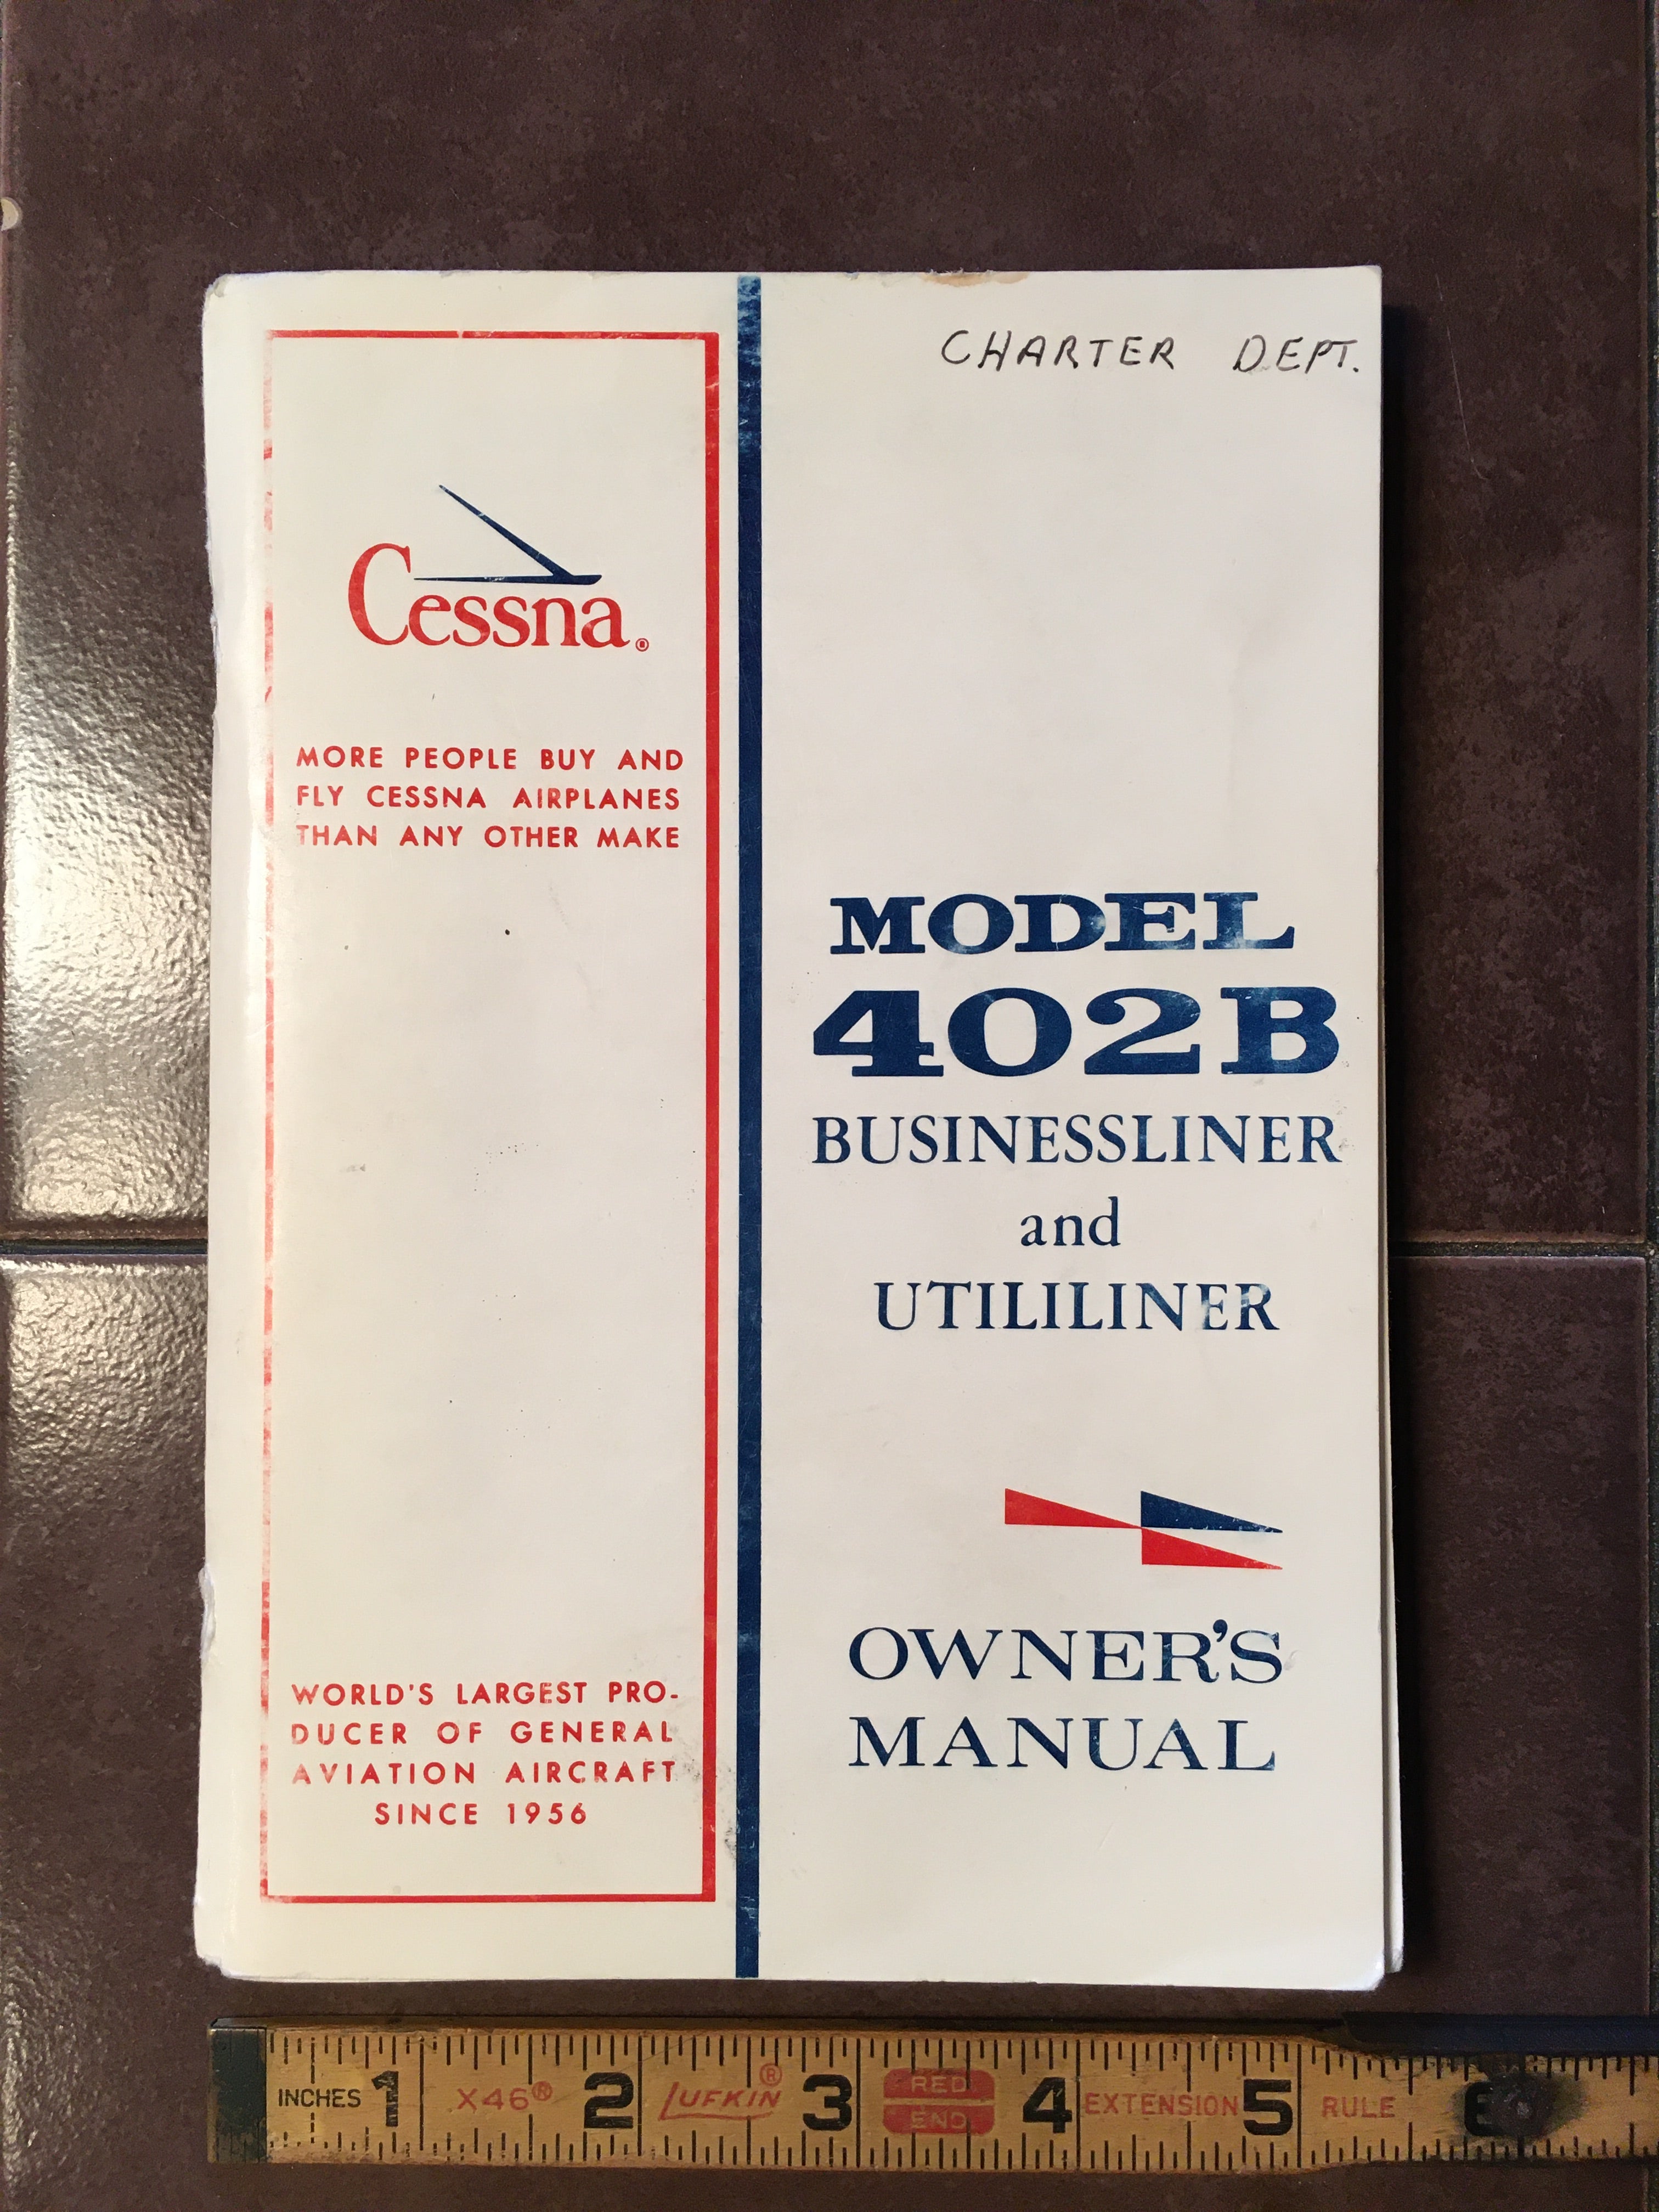 CHARTER DEPT.
Cessna®
MORE PEOPLE BUY AND
FLY CESSNA AIRPLANES
THAN ANY OTHER MAKE
WORLD'S LARGEST PRO-
DUCER OF GENERAL
AVIATION AIRCRAFT
SINCE 1956
MODEL
402B
BUSINESSLINER
and
UTILILINER
OWNER'S
MANUAL
INCHES 1 X46® 2 LUFKIN® 3 RED END 4 EXTENSION 5 RULE 6